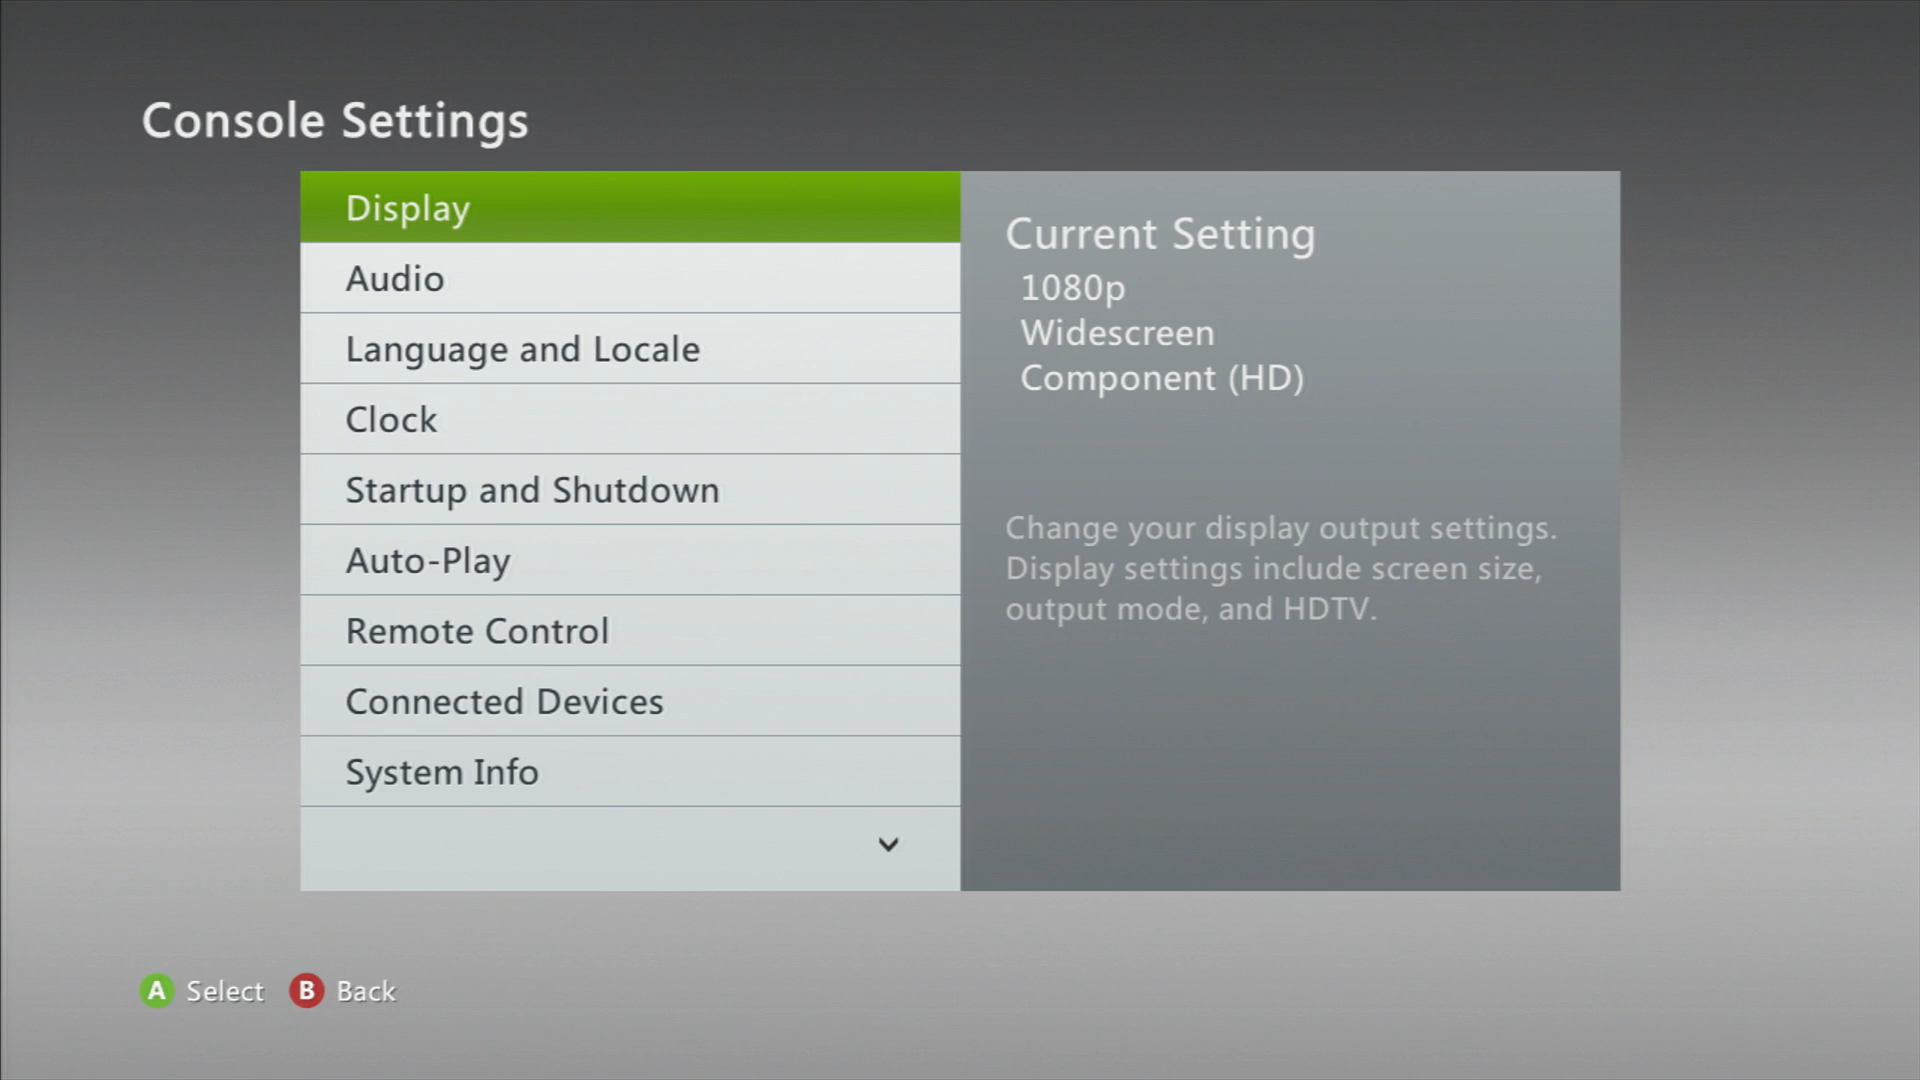 Console Settings
Display
Audio
Language and Locale
Clock
Startup and Shutdown
Auto-Play
Remote Control
Connected Devices
System Info
Current Setting
1080p
Widescreen
Component (HD)
Change your display output settings.
Display settings include screen size,
output mode, and HDTV.
A Select B Back